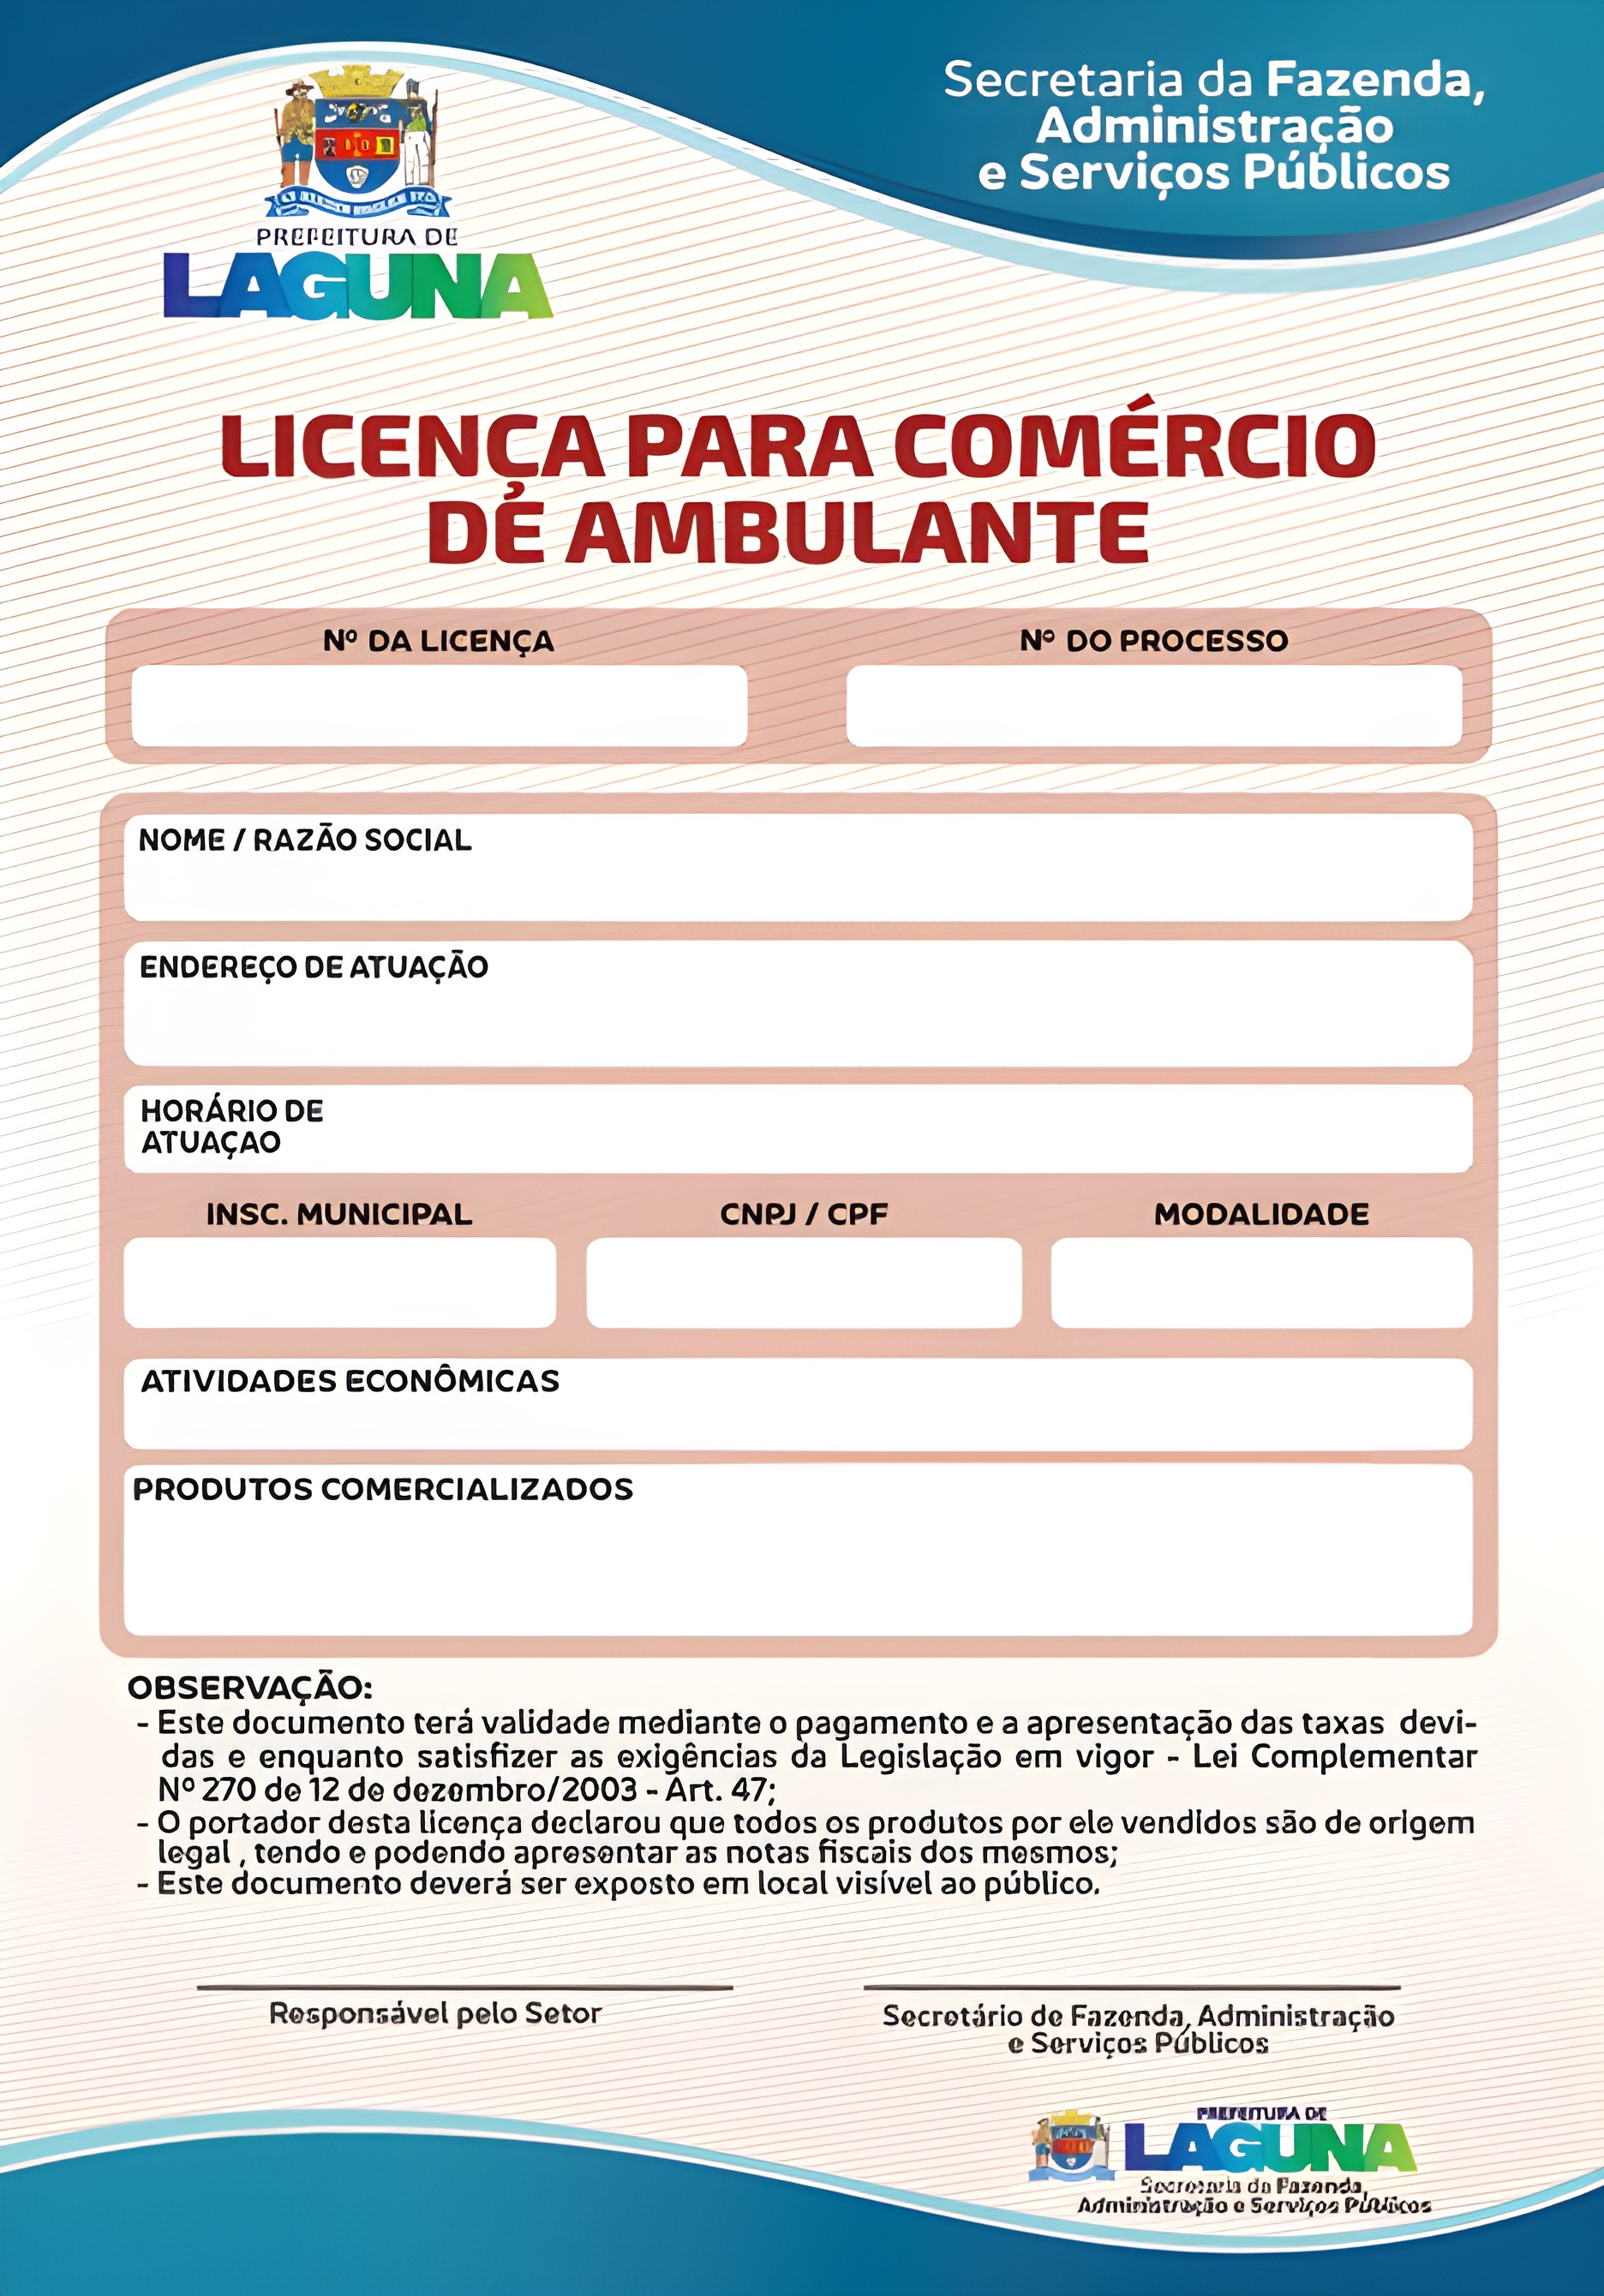 Secretaria da Fazenda,
Administração
e Serviços Públicos
PREFEITURA DE
LAGUNA
LICENÇA PARA COMÉRCIO
DE AMBULANTE
Nº DA LICENÇA
Nº DO PROCESSO
NOME / RAZÃO SOCIAL
ENDEREÇO DE ATUAÇÃO
HORÁRIO DE
ATUAÇAO
INSC. MUNICIPAL
CNPJ / CPF
MODALIDADE
ATIVIDADES ECONÔMICAS
PRODUTOS COMERCIALIZADOS
OBSERVAÇÃO:
- Este documento terá validade mediante o pagamento e a apresentação das taxas devi-
das e enquanto satisfizer as exigências da Legislação em vigor - Lei Complementar
Nº 270 de 12 de dezembro/2003 - Art. 47;
- O portador desta licença declarou que todos os produtos por ele vendidos são de origem
legal , tendo e podendo apresentar as notas fiscais dos mesmos;
- Este documento deverá ser exposto em local visível ao público.
Responsável pelo Setor
Secretário de Fazenda, Administração
e Serviços Públicos
PREFEITURA DE
LAGUNA
Secretaria da Fazenda,
Administração e Serviços Públicos